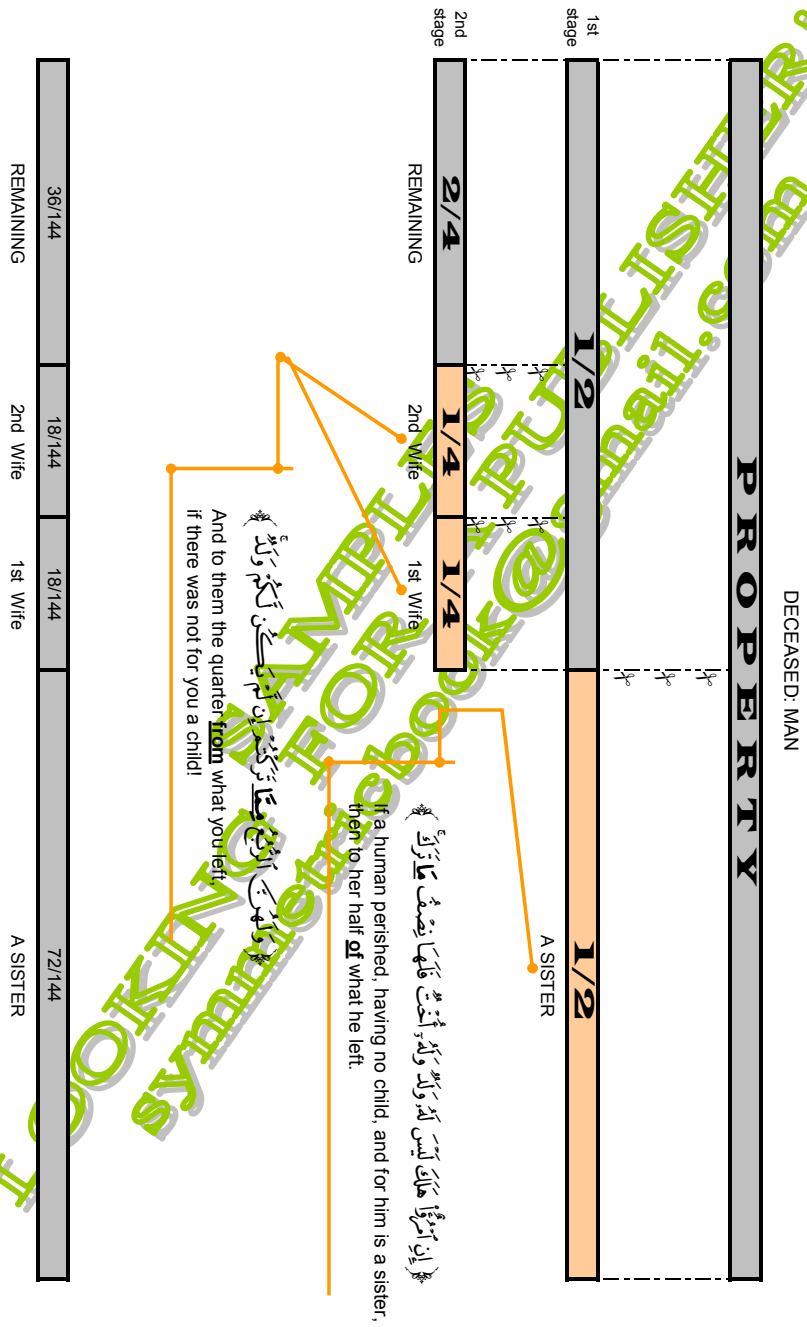 DECEASED: MAN
PROPERTY
1st
stage
1/2
1/2
A SISTER
﴿ إِنِ ٱمْرُؤٌا۟ هَلَكَ لَيْسَ لَهُۥ وَلَدٌ وَلَهُۥٓ أُخْتٌ فَلَهَا نِصْفُ مَا تَرَكَ ۚ ﴾
If a human perished, having no child, and for him is a sister,
then to her half of what he left.
2nd
stage
2/4
1/4
1/4
REMAINING
2nd Wife
1st Wife
﴿ وَلَهُنَّ ٱلرُّبُعُ مِمَّا تَرَكْتُمْ إِن لَّمْ يَكُن لَّكُمْ وَلَدٌ ۚ ﴾
And to them the quarter from what you left,
if there was not for you a child!
36/144
18/144
18/144
72/144
REMAINING
2nd Wife
1st Wife
A SISTER
SAMPLES
LOOKING FOR A PUBLISHER!
symmetricbook@gmail.com